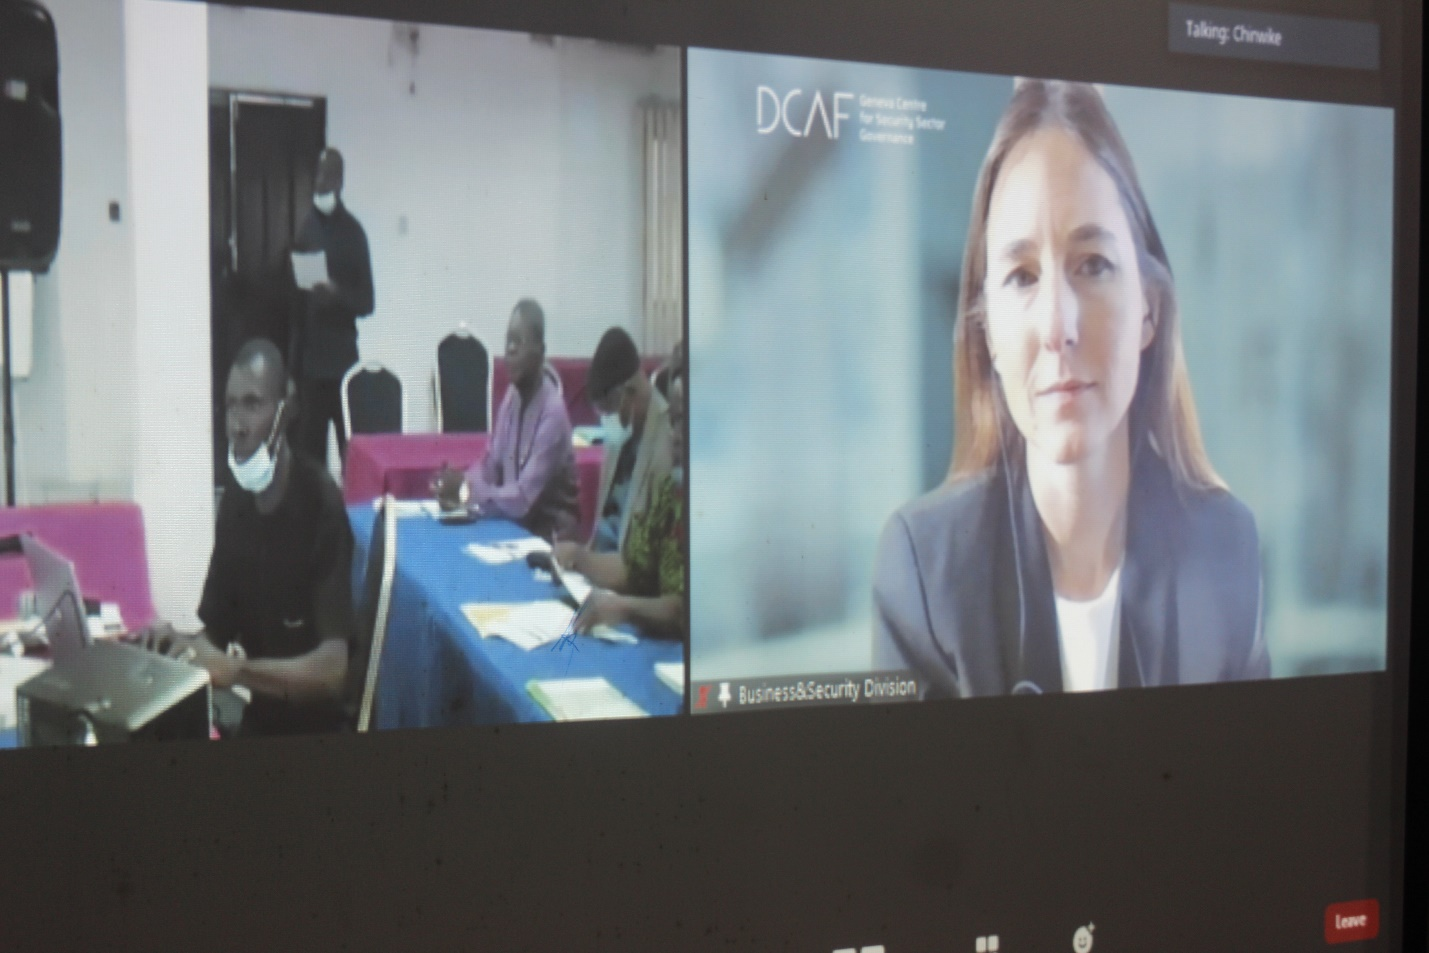 Talking: Chinwike
DCAF
Geneva Centre
for Security Sector
Governance
Business&Security Division
Leave